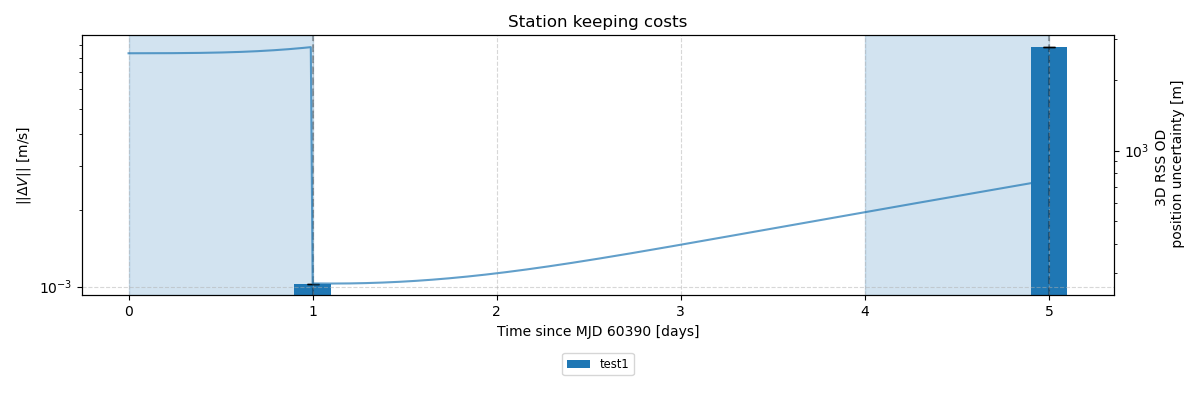 Station keeping costs
||ΔV|| [m/s]
10⁻³
0 1 2 3 4 5
Time since MJD 60390 [days]
10³
3D RSS OD
position uncertainty [m]
test1